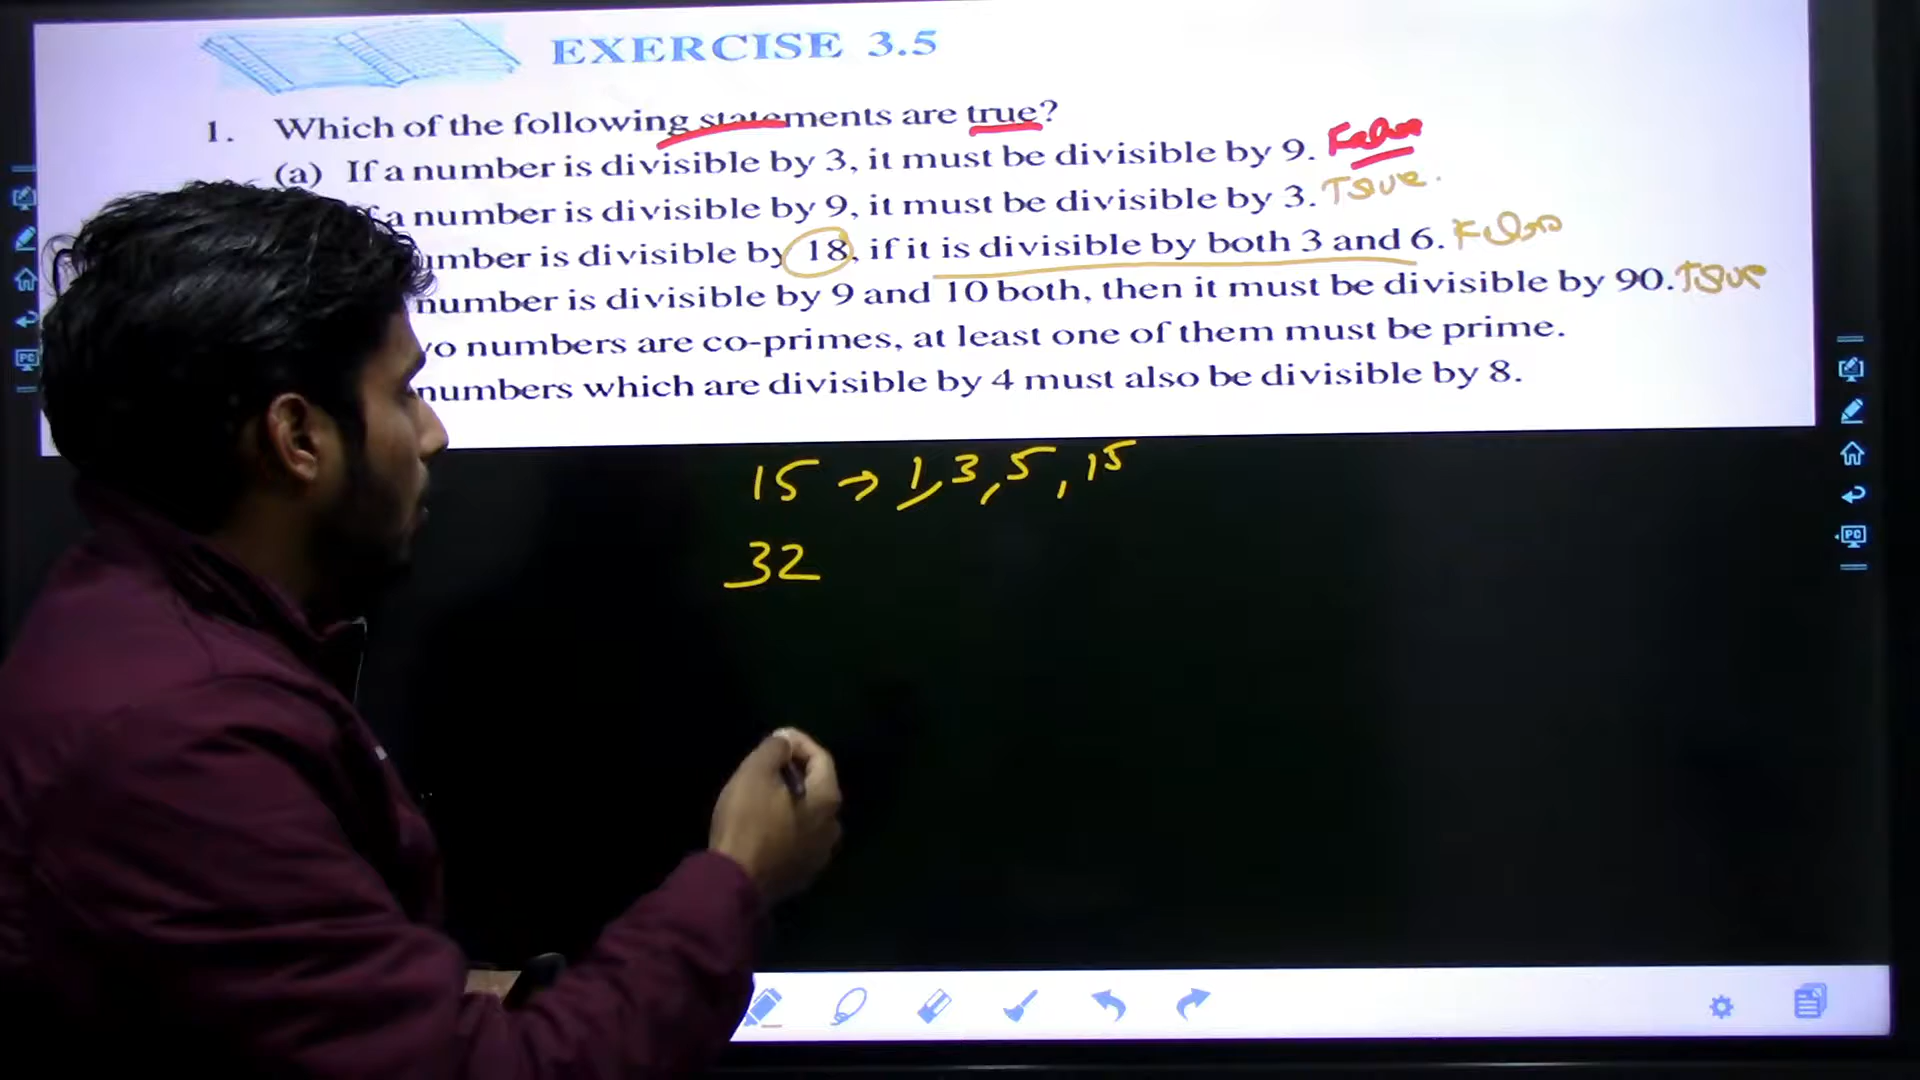 EXERCISE 3.5
1. Which of the following statements are true?
(a) If a number is divisible by 3, it must be divisible by 9. False
a number is divisible by 9, it must be divisible by 3. True.
number is divisible by 18, if it is divisible by both 3 and 6. False
number is divisible by 9 and 10 both, then it must be divisible by 90. True
numbers are co-primes, at least one of them must be prime.
numbers which are divisible by 4 must also be divisible by 8.
15 → 1, 3, 5, 15
32
PC
PC